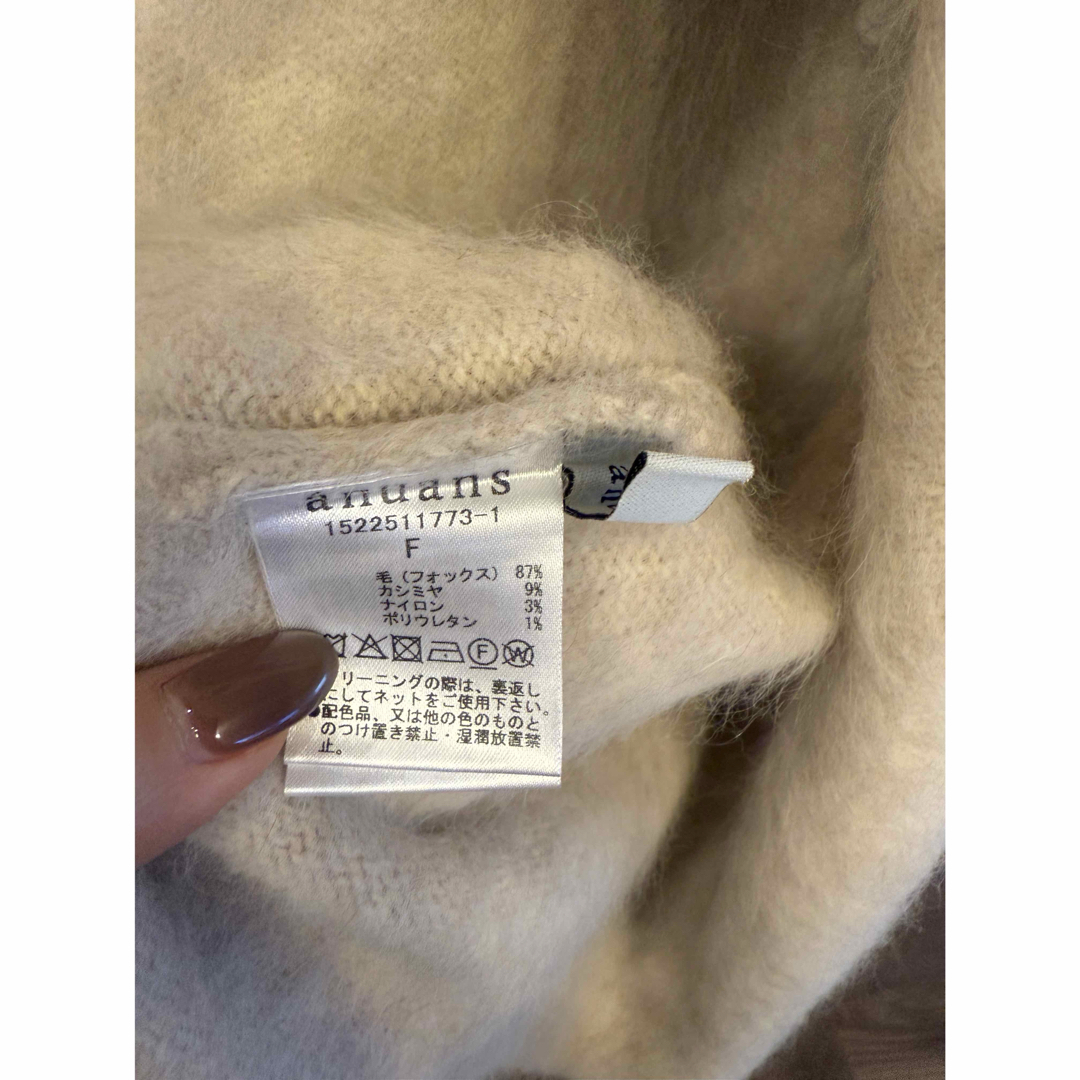 anuans
1522511773-1
F
毛(フォックス) 87%
カシミヤ 9%
ナイロン 3%
ポリウレタン 1%
F W
リーニングの際は、裏返し
にしてネットをご使用下さい。
●配色品、又は他の色のものと
のつけ置き禁止・湿潤放置禁
止。